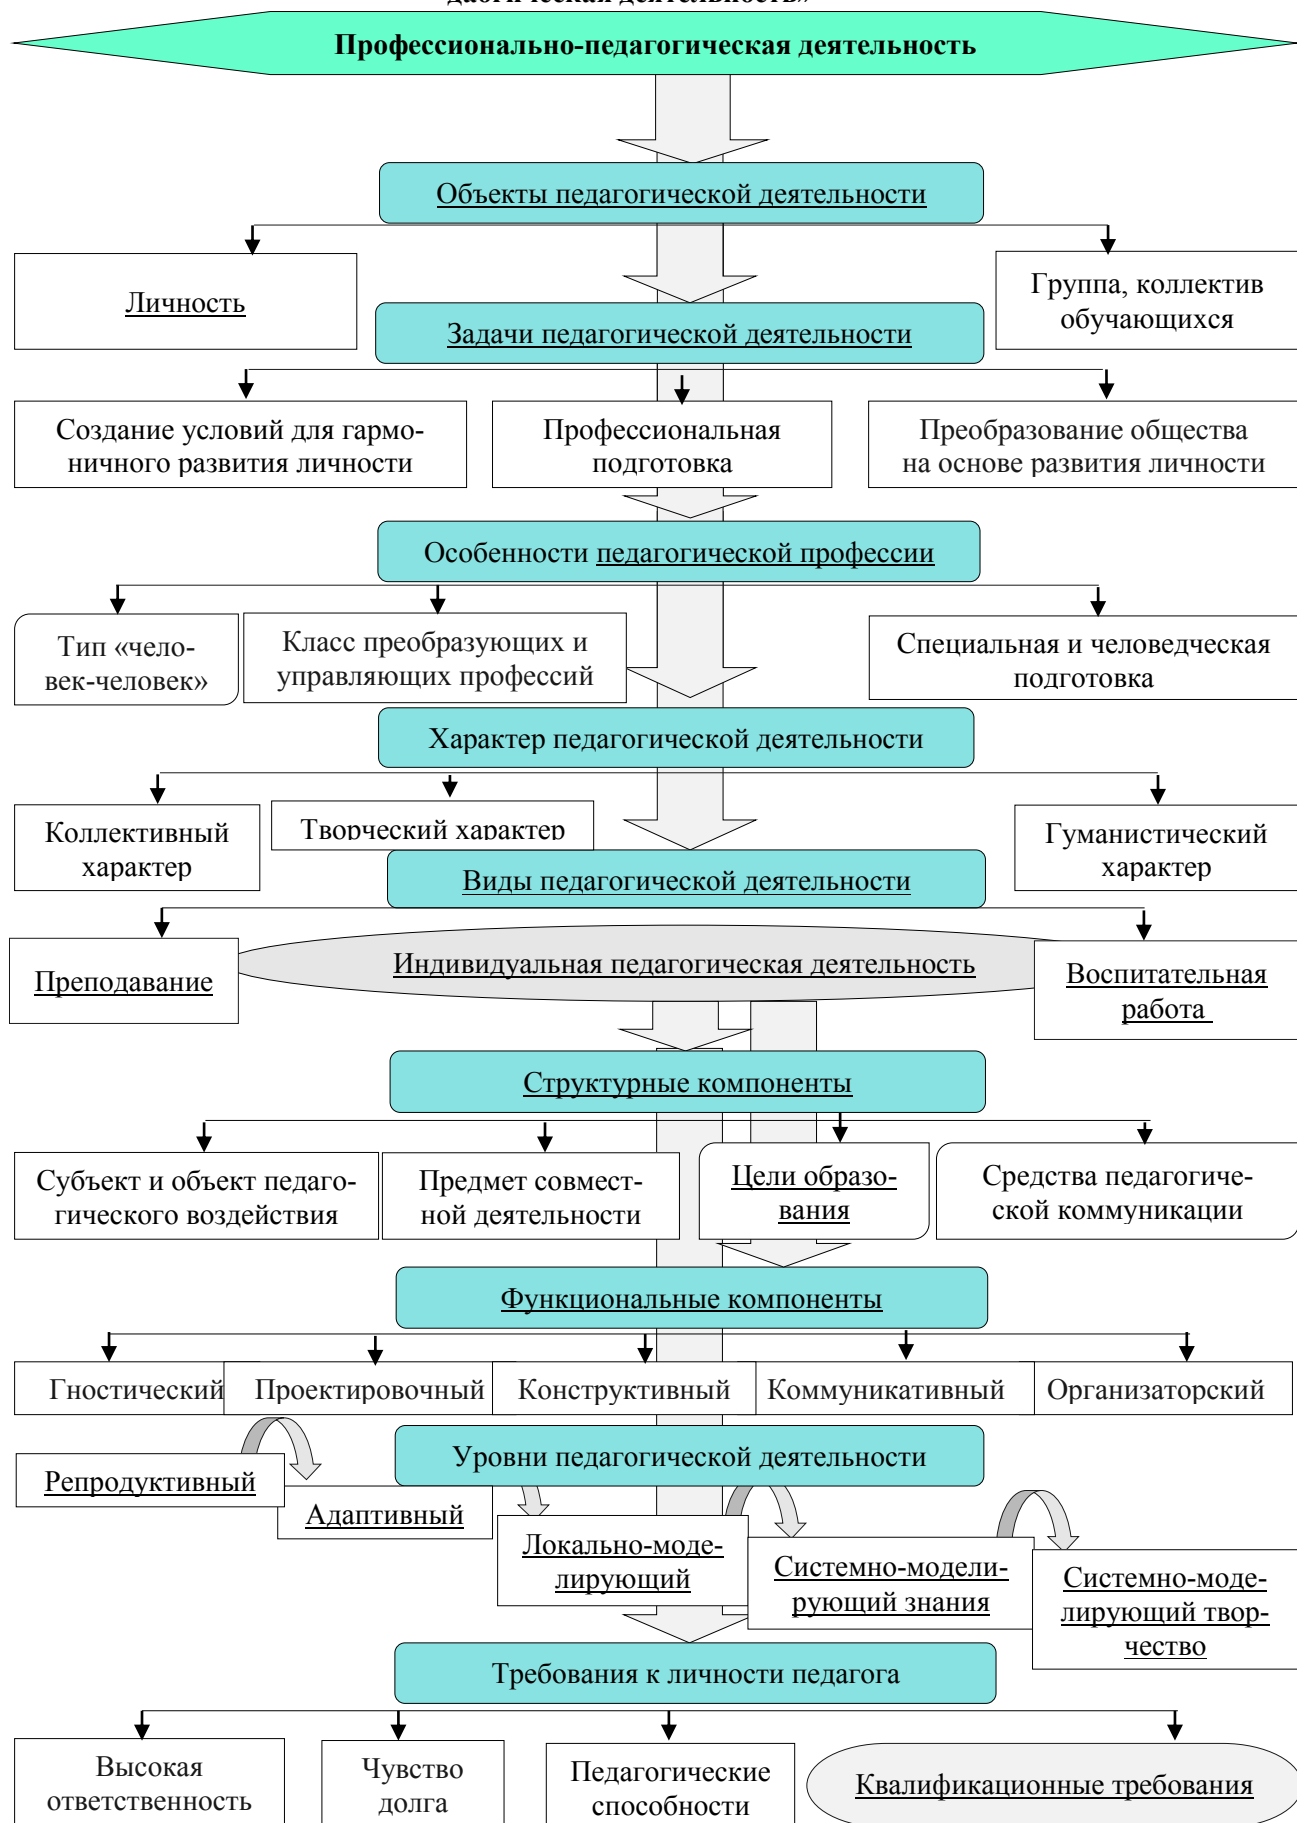 дагогическая деятельность»
Профессионально-педагогическая деятельность
Объекты педагогической деятельности
Личность
Группа, коллектив
обучающихся
Задачи педагогической деятельности
Создание условий для гармо-
ничного развития личности
Профессиональная
подготовка
Преобразование общества
на основе развития личности
Особенности педагогической профессии
Тип «чело-
век-человек»
Класс преобразующих и
управляющих профессий
Специальная и человедческая
подготовка
Характер педагогической деятельности
Коллективный
характер
Творческий характер
Гуманистический
характер
Виды педагогической деятельности
Преподавание
Индивидуальная педагогическая деятельность
Воспитательная
работа
Структурные компоненты
Субъект и объект педаго-
гического воздействия
Предмет совмест-
ной деятельности
Цели образо-
вания
Средства педагогиче-
ской коммуникации
Функциональные компоненты
Гностический
Проектировочный
Конструктивный
Коммуникативный
Организаторский
Уровни педагогической деятельности
Репродуктивный
Адаптивный
Локально-моде-
лирующий
Системно-модели-
рующий знания
Системно-моде-
лирующий твор-
чество
Требования к личности педагога
Высокая
ответственность
Чувство
долга
Педагогические
способности
Квалификационные требования